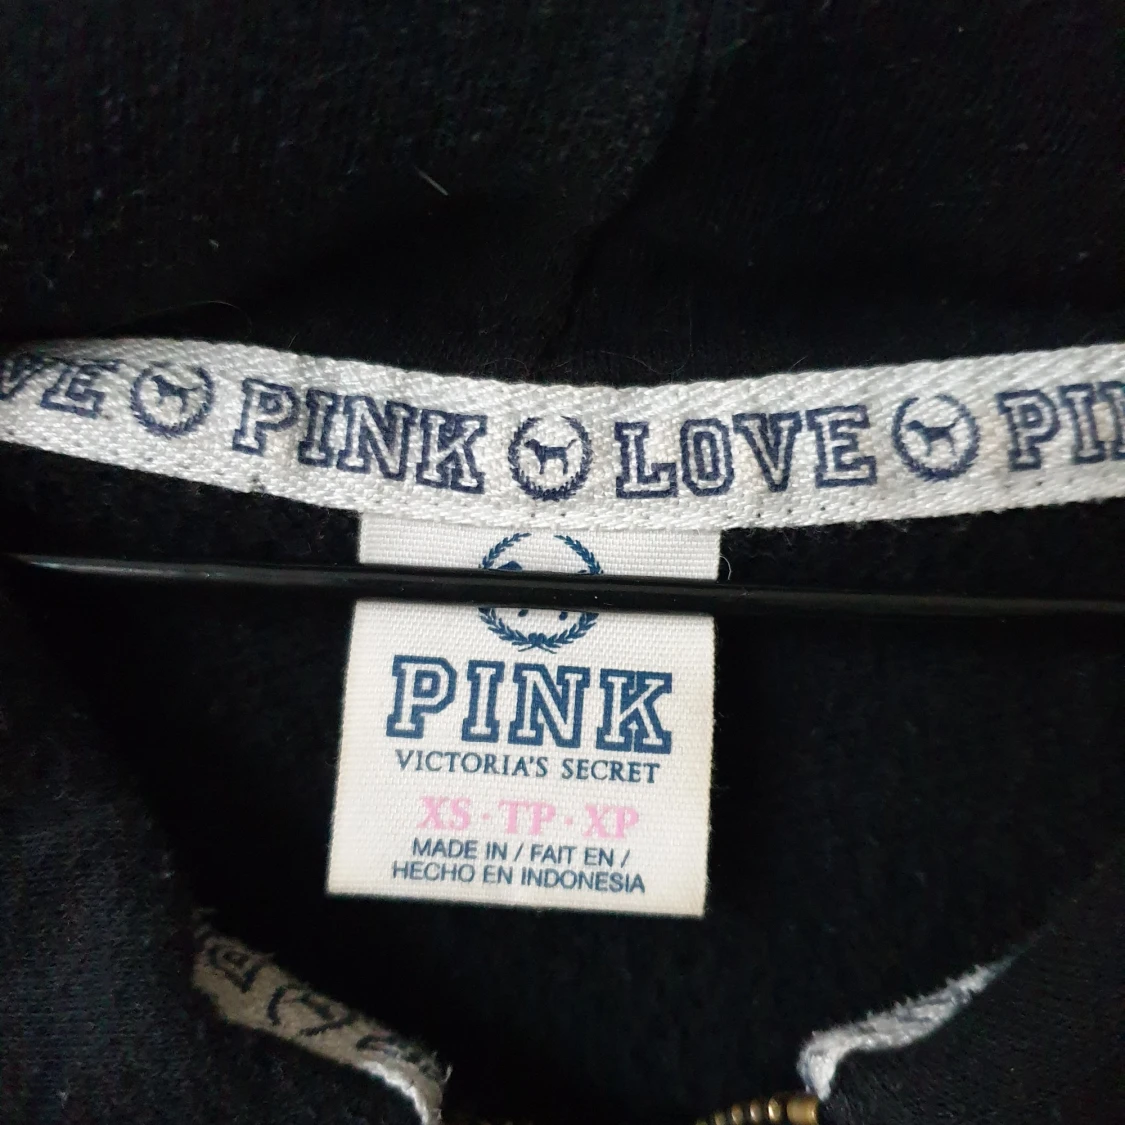 VE PINK LOVE PI
PINK
VICTORIA'S SECRET
XS · TP · XP
MADE IN / FAIT EN /
HECHO EN INDONESIA